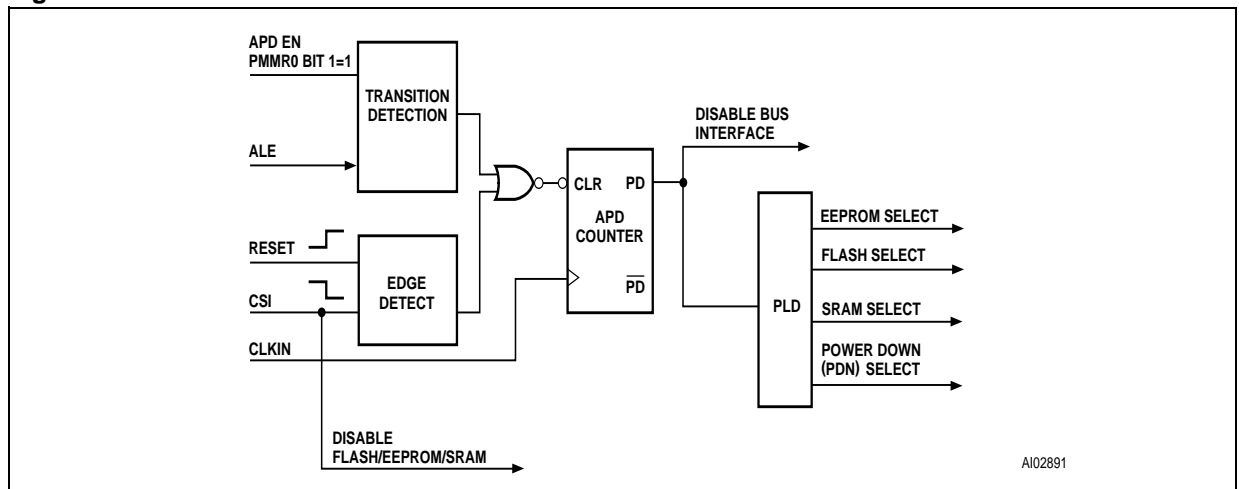 APD EN
PMMR0 BIT 1=1
TRANSITION
DETECTION
ALE
RESET
CSI
EDGE
DETECT
CLKIN
DISABLE
FLASH/EEPROM/SRAM
CLR
PD
APD
COUNTER
PD
DISABLE BUS
INTERFACE
PLD
EEPROM SELECT
FLASH SELECT
SRAM SELECT
POWER DOWN
(PDN) SELECT
AI02891